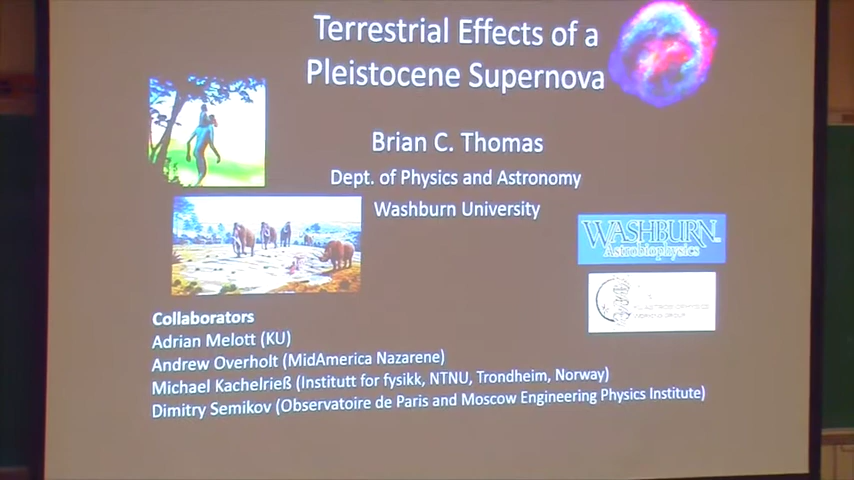 Terrestrial Effects of a
Pleistocene Supernova
Brian C. Thomas
Dept. of Physics and Astronomy
Washburn University
WASHBURN
Astrobiophysics
WORKING GROUP
Collaborators
Adrian Melott (KU)
Andrew Overholt (MidAmerica Nazarene)
Michael Kachelrieß (Institutt for fysikk, NTNU, Trondheim, Norway)
Dimitry Semikov (Observatoire de Paris and Moscow Engineering Physics Institute)